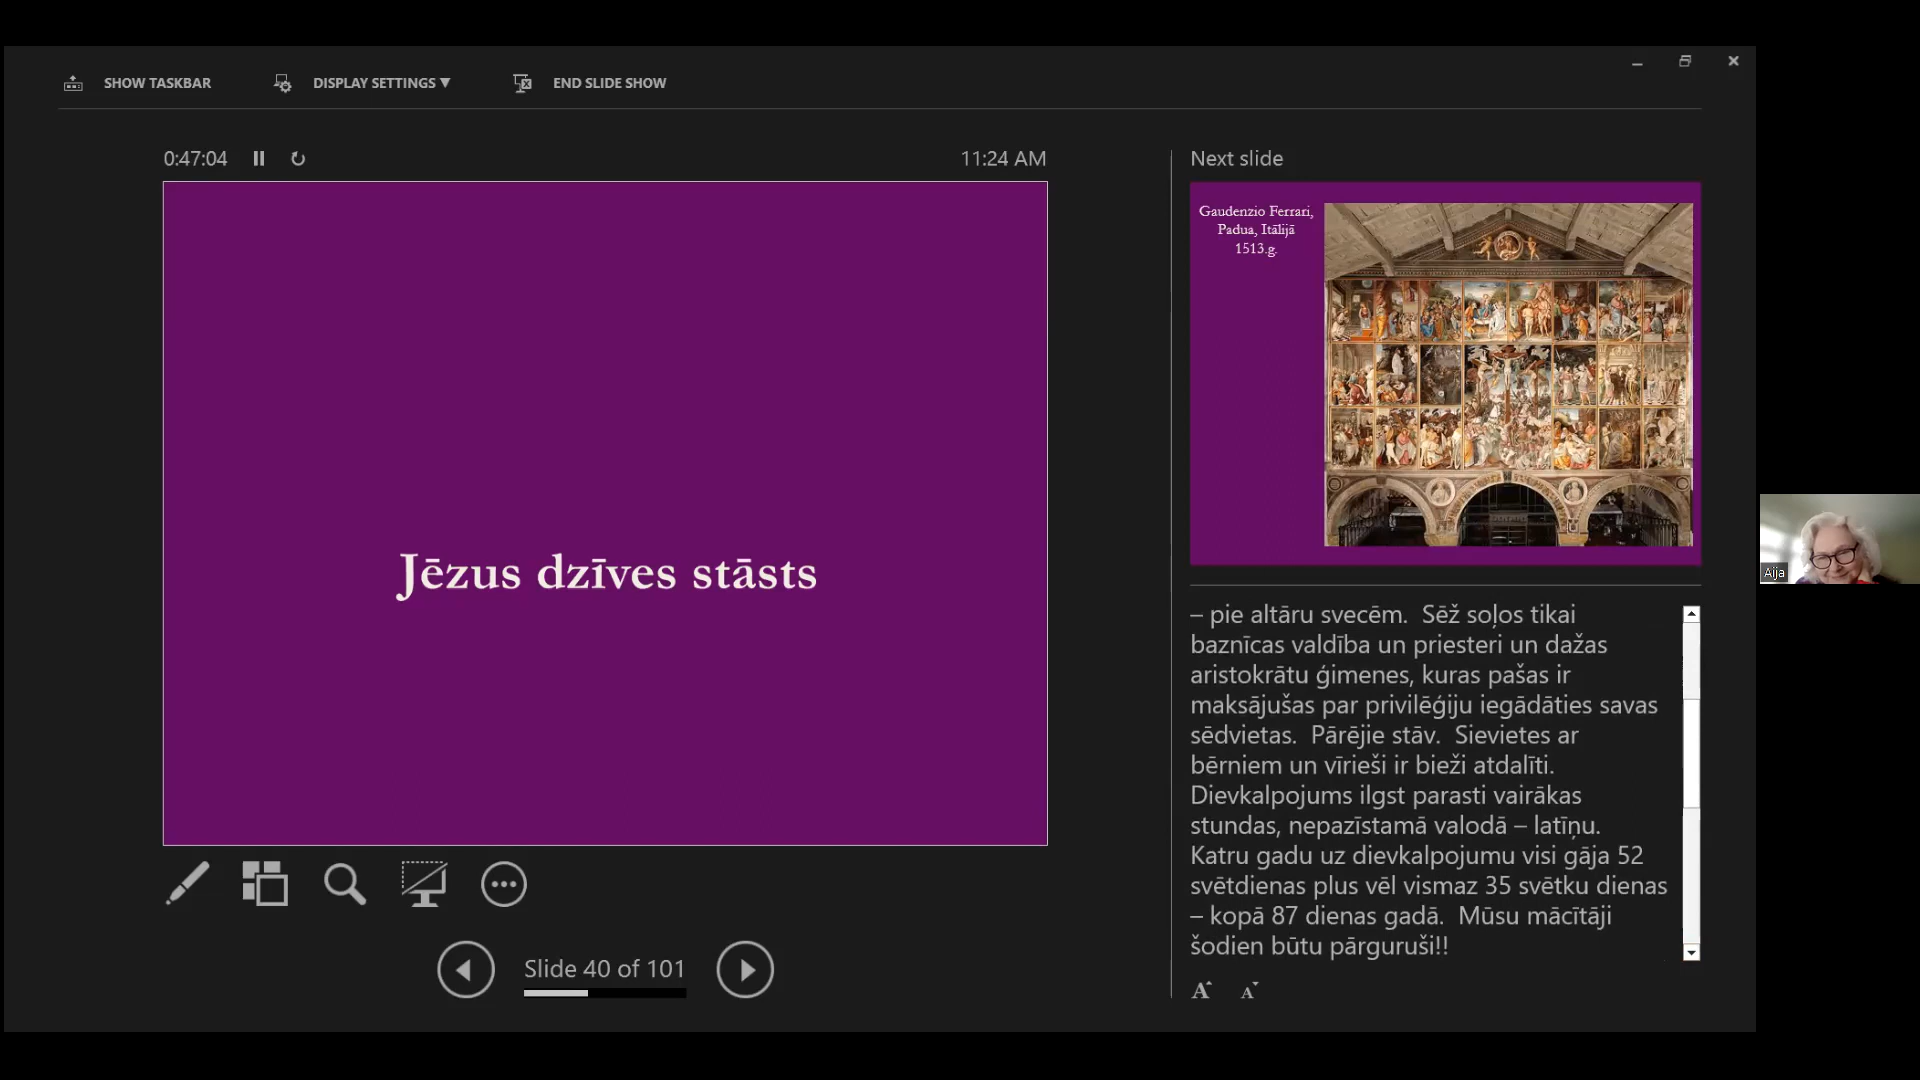 SHOW TASKBAR
DISPLAY SETTINGS ▼
END SLIDE SHOW
0:47:04
11:24 AM
Jēzus dzīves stāsts
Slide 40 of 101
Next slide
Gaudenzio Ferrari,
Padua, Itālijā
1513.g.
– pie altāru svecēm.  Sēž soļos tikai
baznīcas valdība un priesteri un dažas
aristokrātu ģimenes, kuras pašas ir
maksājušas par privilēģiju iegādāties savas
sēdvietas.  Pārējie stāv.  Sievietes ar
bērniem un vīrieši ir bieži atdalīti.
Dievkalpojums ilgst parasti vairākas
stundas, nepazīstamā valodā – latīņu.
Katru gadu uz dievkalpojumu visi gāja 52
svētdienas plus vēl vismaz 35 svētku dienas
– kopā 87 dienas gadā.  Mūsu mācītāji
šodien būtu pārguruši!!
A A
Aija